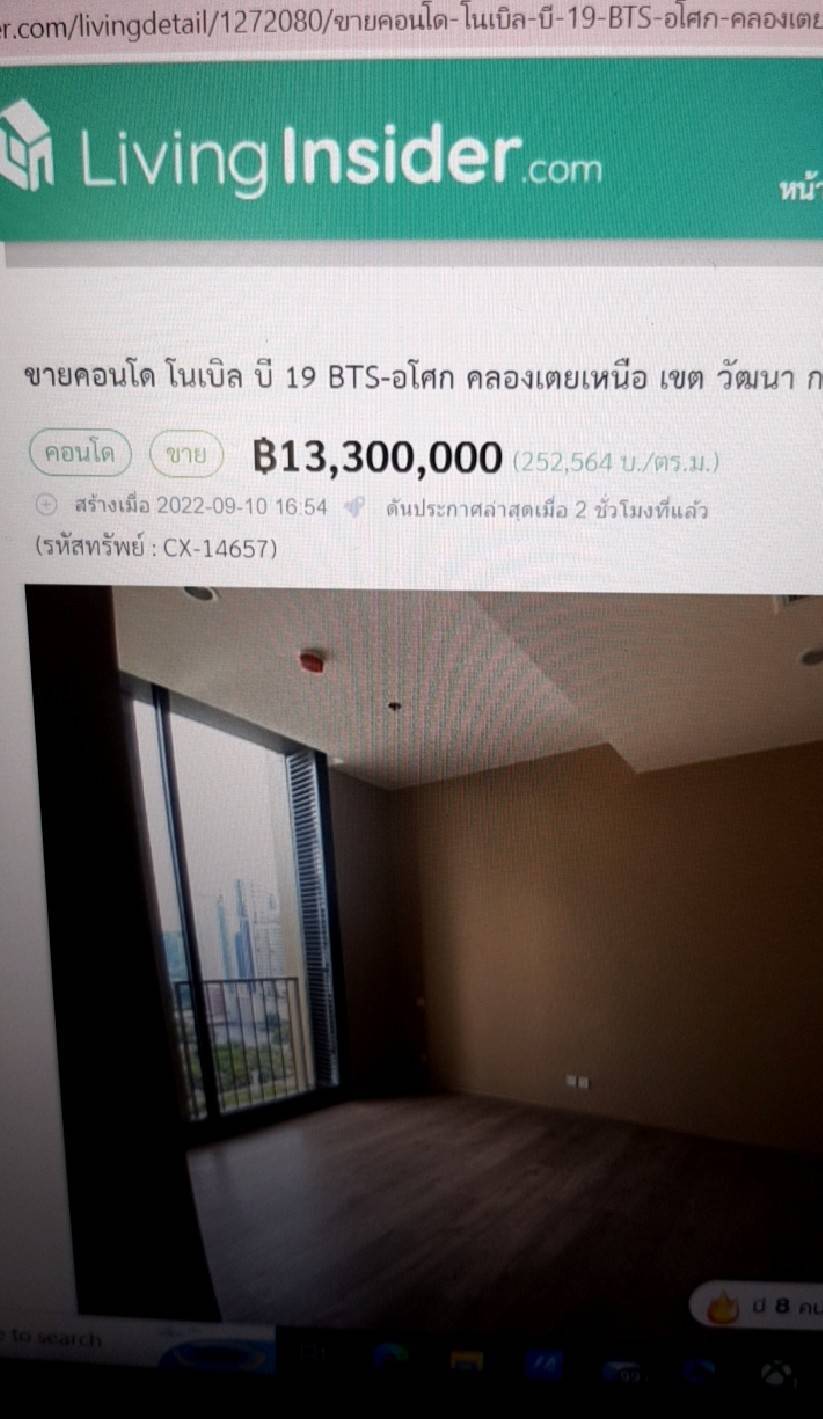 r.com/livingdetail/1272080/ขายคอนโด-โนเบิล-บี-19-BTS-อโศก-คลองเตย
Living Insider.com
หน้า
ขายคอนโด โนเบิล บี 19 BTS-อโศก คลองเตยเหนือ เขต วัฒนา ก
คอนโด ขาย ฿13,300,000 (252,564 บ./ตร.ม.)
สร้างเมื่อ 2022-09-10 16:54 ดันประกาศล่าสุดเมื่อ 2 ชั่วโมงที่แล้ว
(รหัสทรัพย์ : CX-14657)
มี 8 คน
to search
99